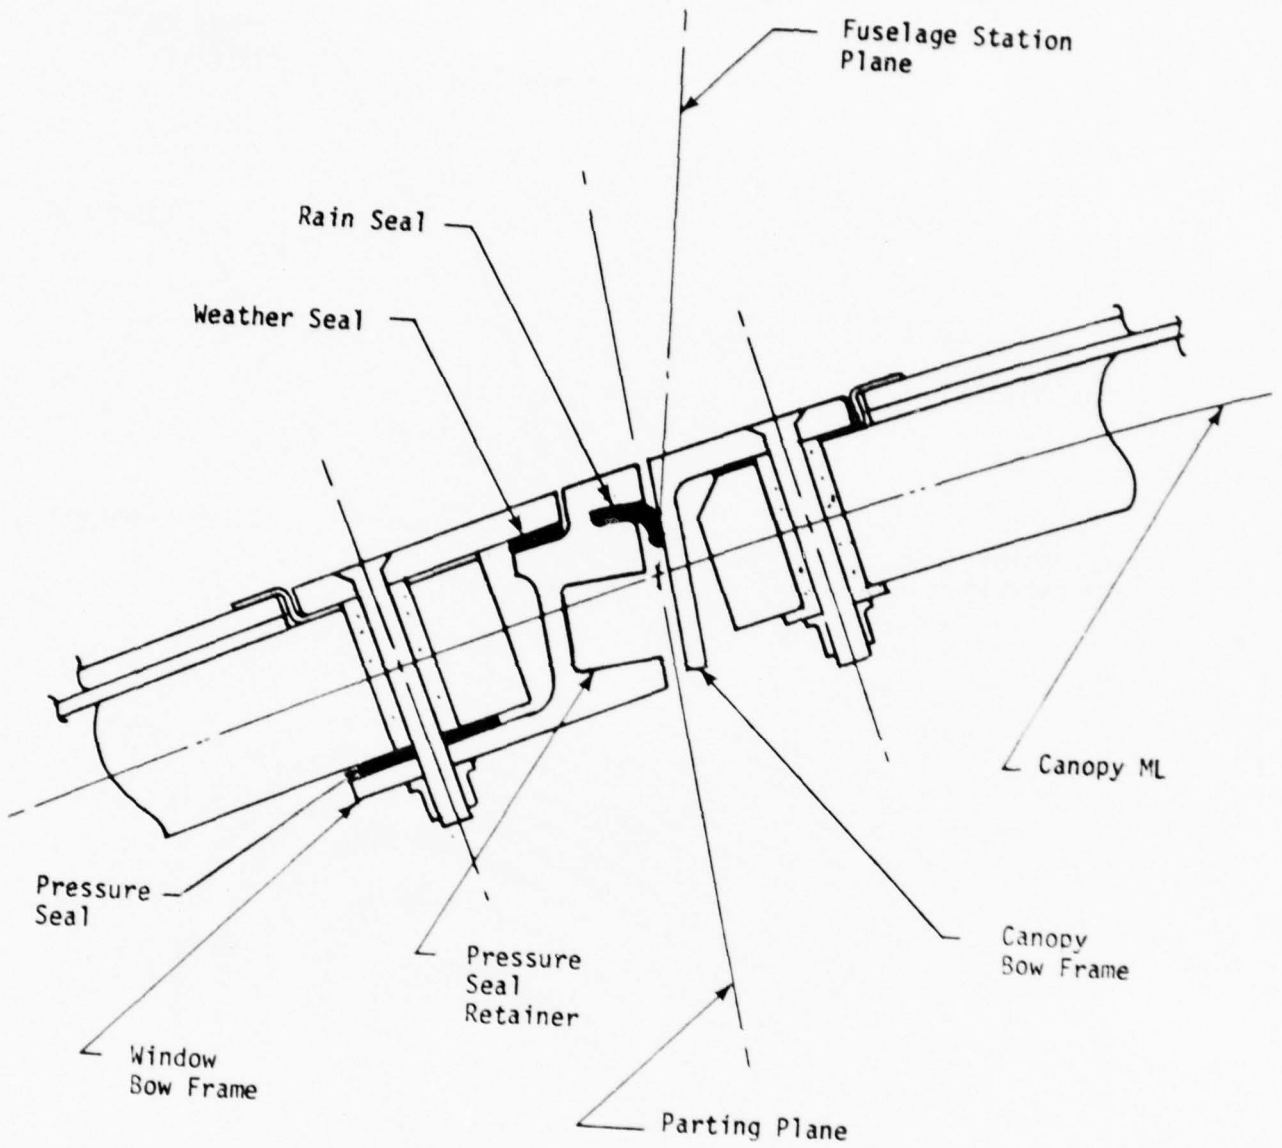 Fuselage Station
Plane
Rain Seal
Weather Seal
Canopy ML
Pressure
Seal
Pressure
Seal
Retainer
Canopy
Bow Frame
Window
Bow Frame
Parting Plane